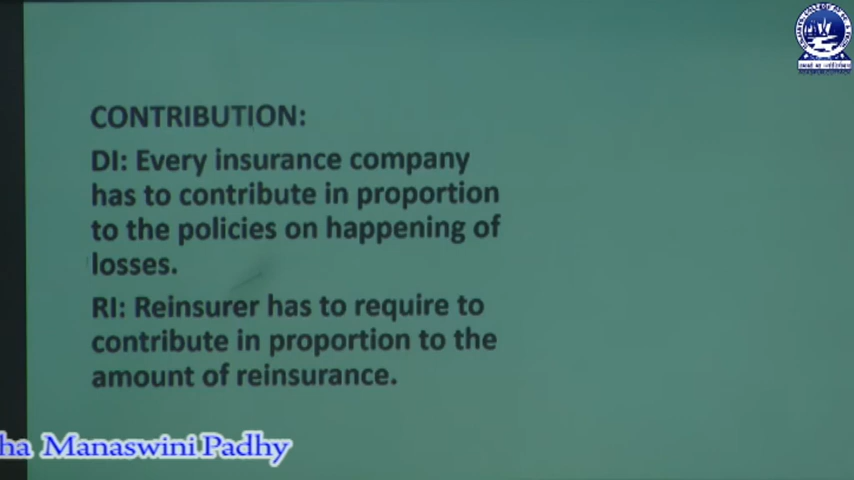 CONTRIBUTION:
DI: Every insurance company
has to contribute in proportion
to the policies on happening of
losses.
RI: Reinsurer has to require to
contribute in proportion to the
amount of reinsurance.
ha Manaswini Padhy